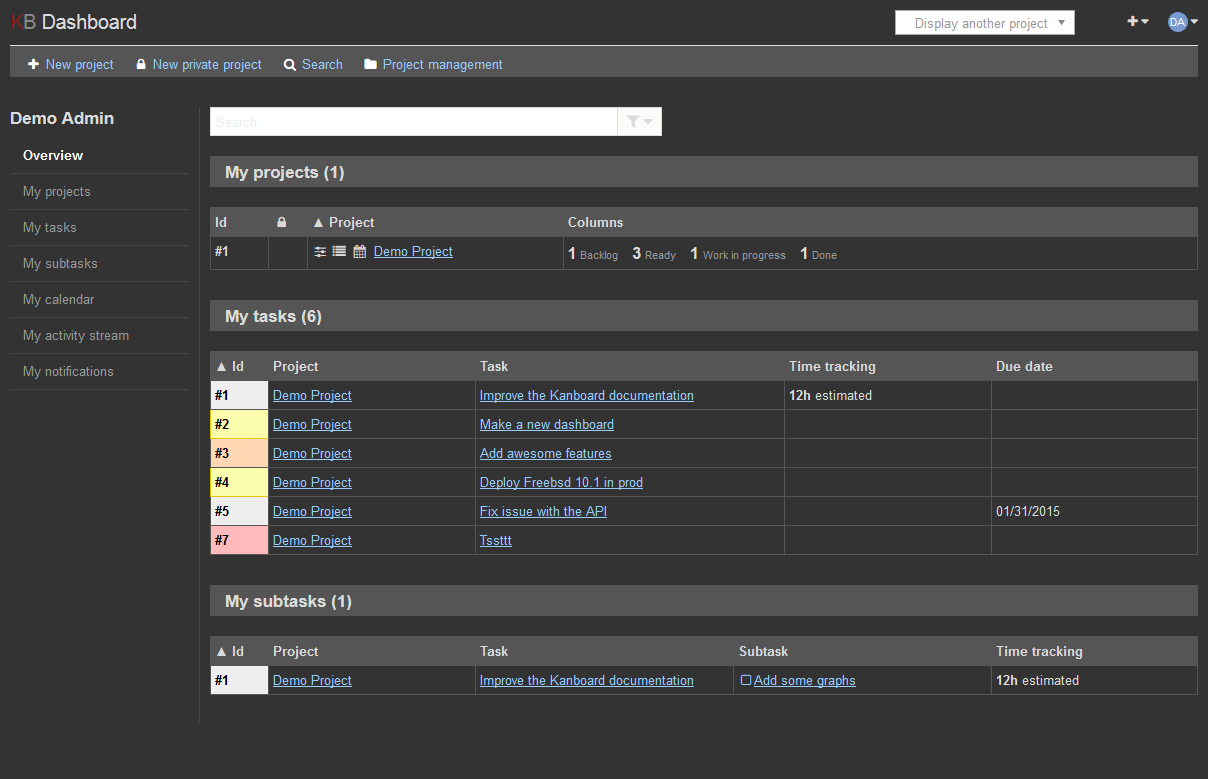 KB Dashboard Display another project DA
New project New private project Search Project management
Demo Admin
Overview
My projects
My tasks
My subtasks
My calendar
My activity stream
My notifications
Search
My projects (1)
Id ▲ Project Columns
#1 Demo Project 1 Backlog 3 Ready 1 Work in progress 1 Done
My tasks (6)
▲ Id Project Task Time tracking Due date
#1 Demo Project Improve the Kanboard documentation 12h estimated
#2 Demo Project Make a new dashboard
#3 Demo Project Add awesome features
#4 Demo Project Deploy Freebsd 10.1 in prod
#5 Demo Project Fix issue with the API 01/31/2015
#7 Demo Project Tssttt
My subtasks (1)
▲ Id Project Task Subtask Time tracking
#1 Demo Project Improve the Kanboard documentation Add some graphs 12h estimated